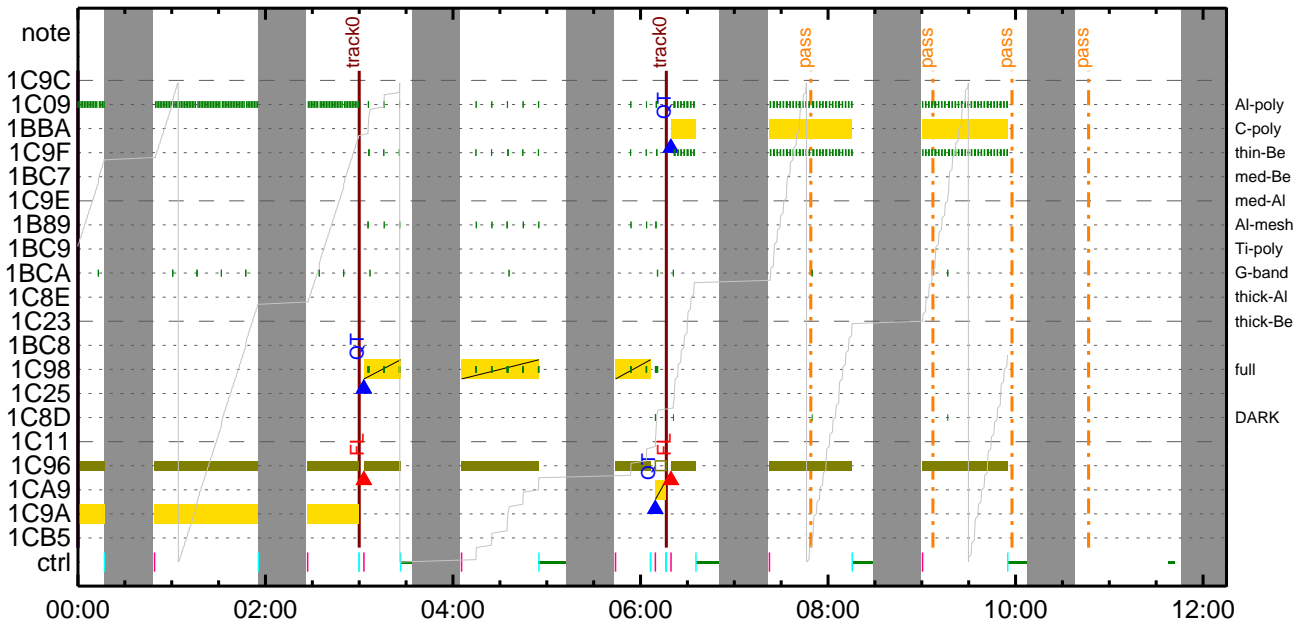 note
track0
track0
pass
pass
pass
pass
1C9C
1C09 Al-poly
QT
1BBA C-poly
1C9F thin-Be
1BC7 med-Be
1C9E med-Al
1B89 Al-mesh
1BC9 Ti-poly
1BCA G-band
1C8E thick-Al
1C23 thick-Be
1BC8
QT
1C98 full
1C25
1C8D DARK
1C11
FL
FL
1C96
QT
1CA9
1C9A
1CB5
ctrl
00:00 02:00 04:00 06:00 08:00 10:00 12:00